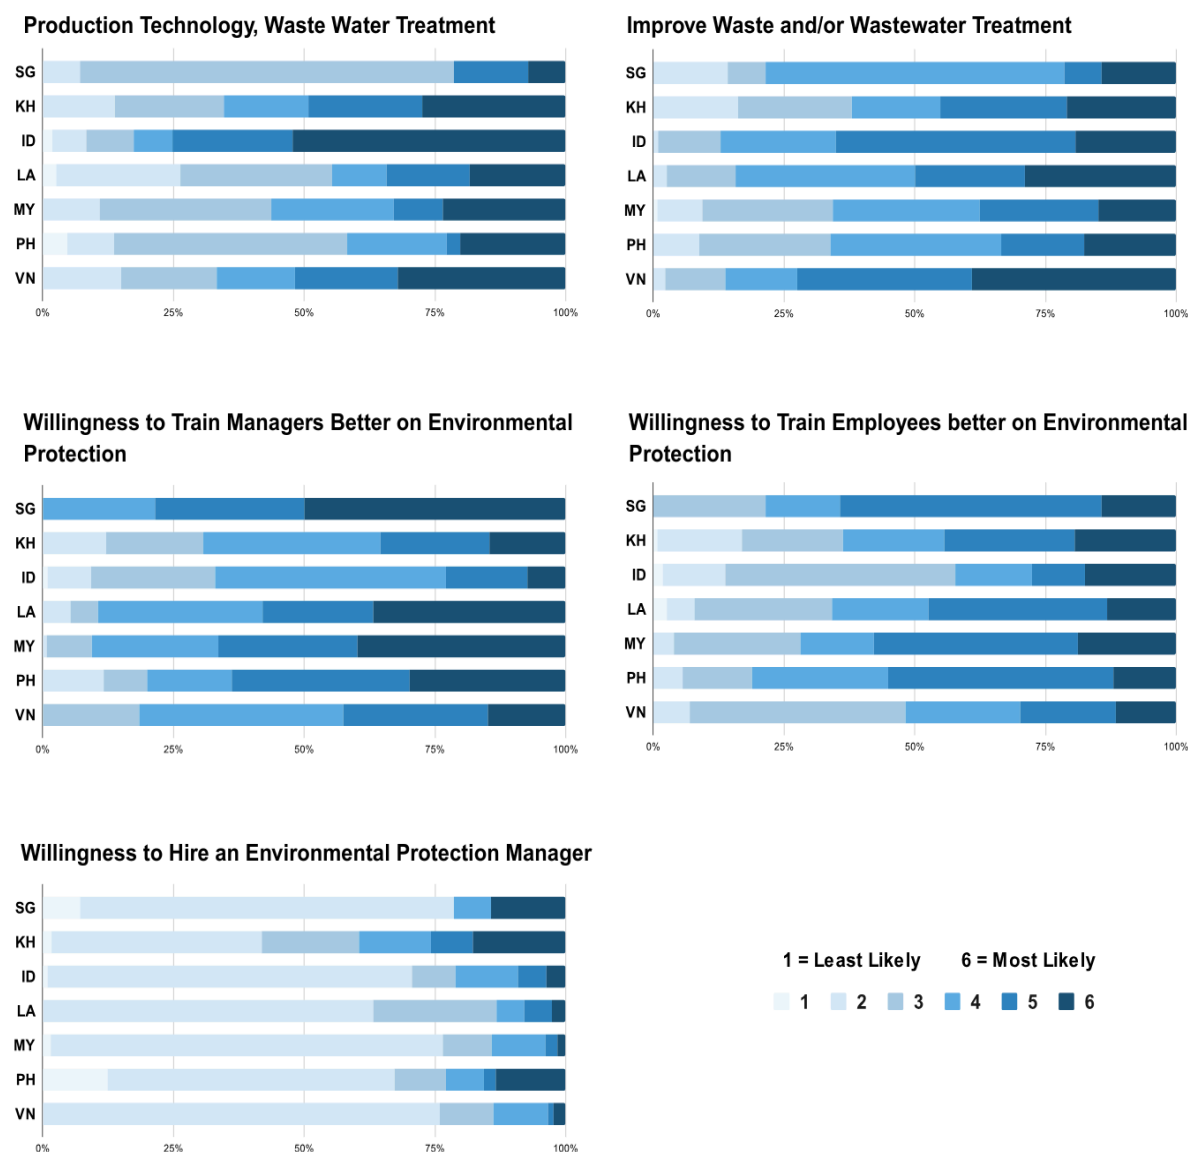 Production Technology, Waste Water Treatment
SG
KH
ID
LA
MY
PH
VN
0% 25% 50% 75% 100%
Improve Waste and/or Wastewater Treatment
SG
KH
ID
LA
MY
PH
VN
0% 25% 50% 75% 100%
Willingness to Train Managers Better on Environmental
Protection
SG
KH
ID
LA
MY
PH
VN
0% 25% 50% 75% 100%
Willingness to Train Employees better on Environmental
Protection
SG
KH
ID
LA
MY
PH
VN
0% 25% 50% 75% 100%
Willingness to Hire an Environmental Protection Manager
SG
KH
ID
LA
MY
PH
VN
0% 25% 50% 75% 100%
1 = Least Likely 6 = Most Likely
1 2 3 4 5 6